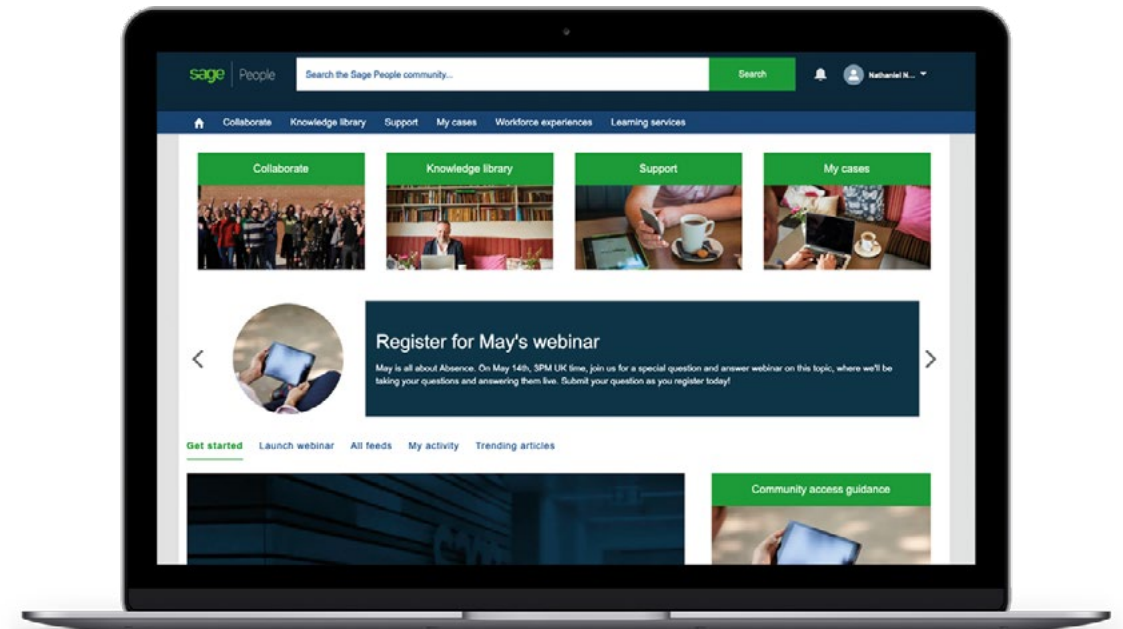 sage People
Search the Sage People community...
Search
Nathaniel N...
Collaborate
Knowledge library
Support
My cases
Workforce experiences
Learning services
Collaborate
Knowledge library
Support
My cases
Register for May's webinar
May is all about Absence. On May 14th, 3PM UK time, join us for a special question and answer webinar on this topic, where we'll be
taking your questions and answering them live. Submit your question as you register today!
Get started
Launch webinar
All feeds
My activity
Trending articles
Community access guidance